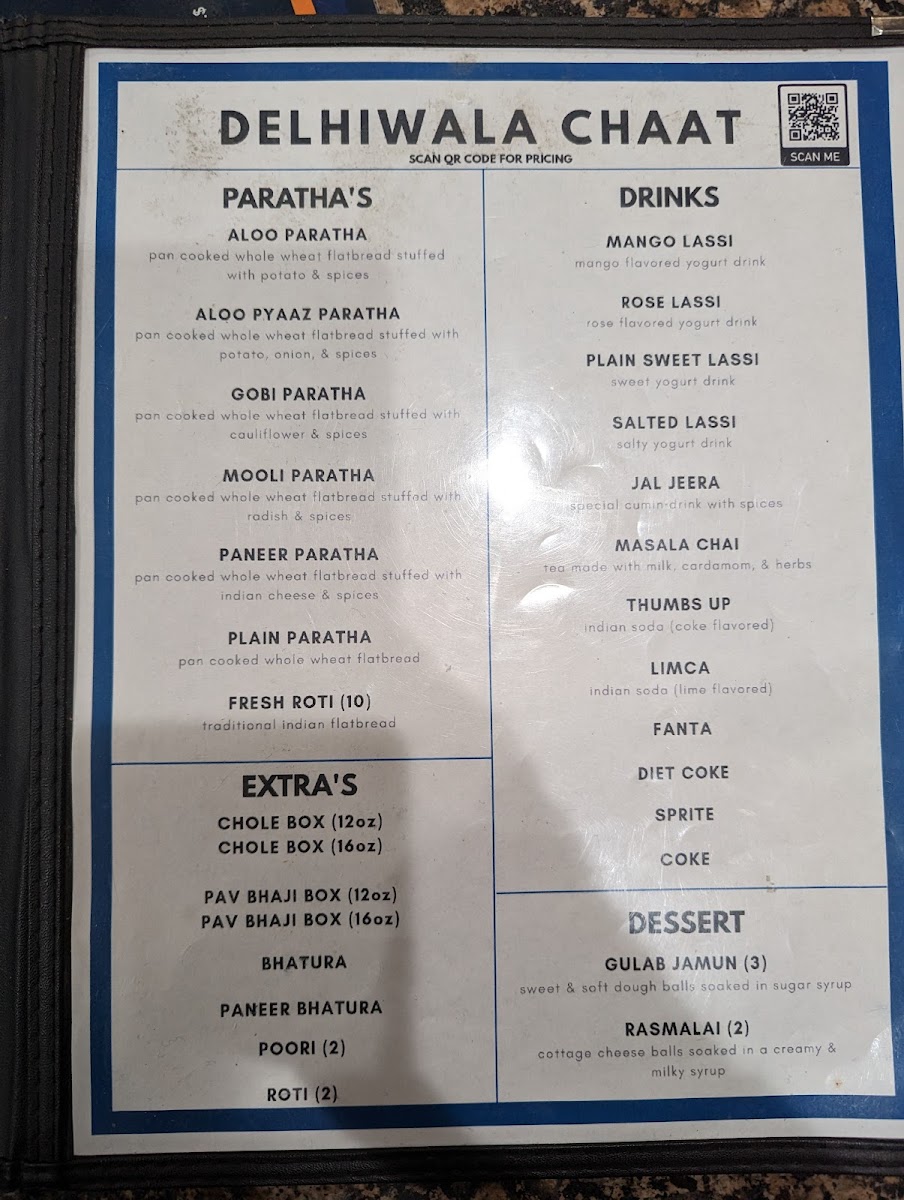 DELHIWALA CHAAT
SCAN QR CODE FOR PRICING
SCAN ME
PARATHA'S
ALOO PARATHA
pan cooked whole wheat flatbread stuffed
with potato & spices
ALOO PYAAZ PARATHA
pan cooked whole wheat flatbread stuffed with
potato, onion, & spices
GOBI PARATHA
pan cooked whole wheat flatbread stuffed with
cauliflower & spices
MOOLI PARATHA
pan cooked whole wheat flatbread stuffed with
radish & spices
PANEER PARATHA
pan cooked whole wheat flatbread stuffed with
indian cheese & spices
PLAIN PARATHA
pan cooked whole wheat flatbread
FRESH ROTI (10)
traditional indian flatbread
EXTRA'S
CHOLE BOX (12oz)
CHOLE BOX (16oz)
PAV BHAJI BOX (12oz)
PAV BHAJI BOX (16oz)
BHATURA
PANEER BHATURA
POORI (2)
ROTI (2)
DRINKS
MANGO LASSI
mango flavored yogurt drink
ROSE LASSI
rose flavored yogurt drink
PLAIN SWEET LASSI
sweet yogurt drink
SALTED LASSI
salty yogurt drink
JAL JEERA
special cumin-drink with spices
MASALA CHAI
tea made with milk, cardamom, & herbs
THUMBS UP
indian soda (coke flavored)
LIMCA
indian soda (lime flavored)
FANTA
DIET COKE
SPRITE
COKE
DESSERT
GULAB JAMUN (3)
sweet & soft dough balls soaked in sugar syrup
RASMALAI (2)
cottage cheese balls soaked in a creamy &
milky syrup